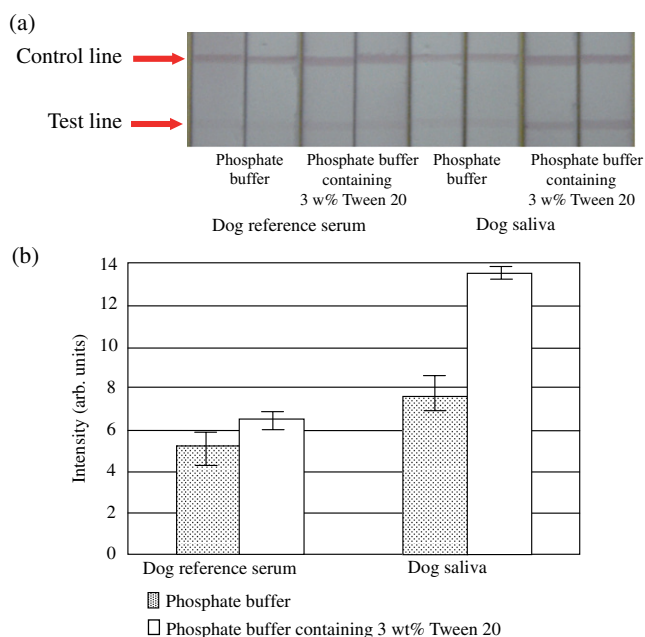 (a)
Control line
Test line
Phosphate
buffer
Phosphate buffer
containing
3 w% Tween 20
Phosphate
buffer
Phosphate buffer
containing
3 w% Tween 20
Dog reference serum
Dog saliva
(b)
Intensity (arb. units)
14
12
10
8
6
4
2
0
Dog reference serum
Dog saliva
Phosphate buffer
Phosphate buffer containing 3 wt% Tween 20